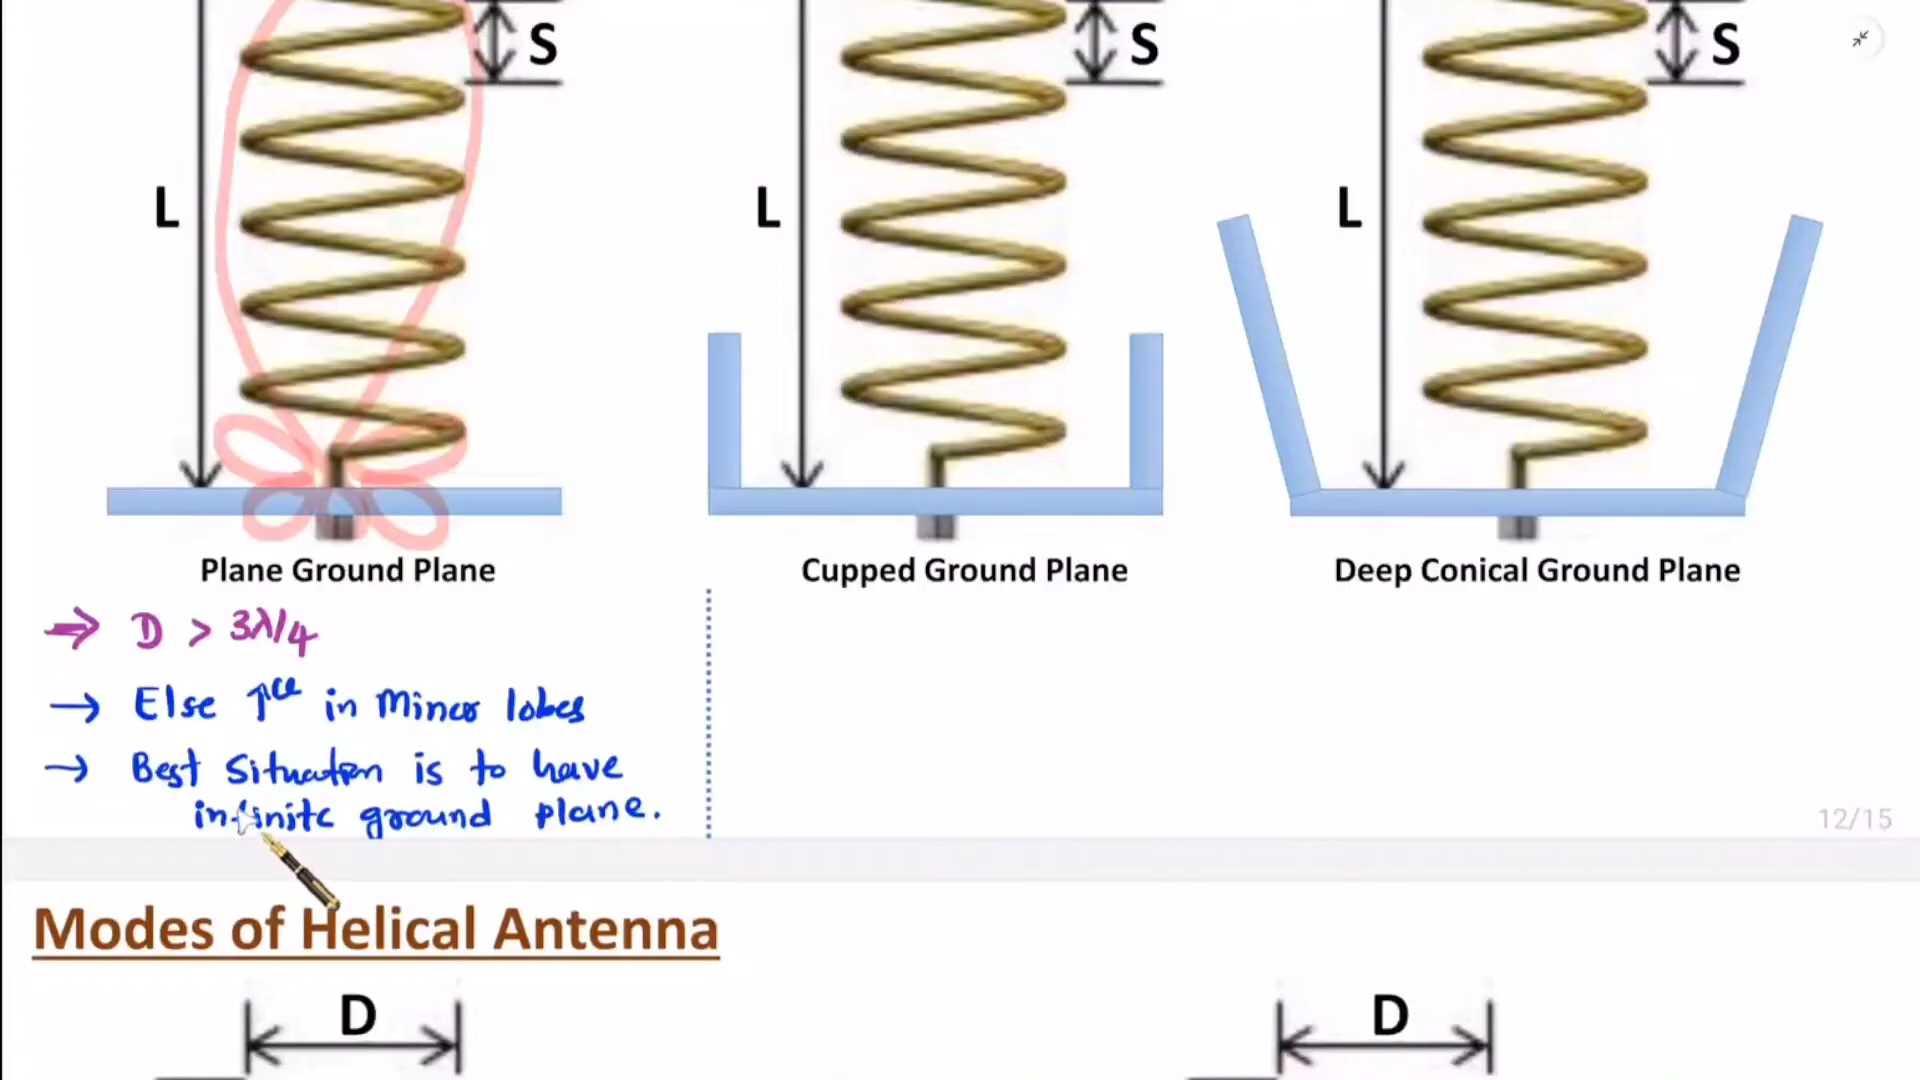 S S S
L L L
Plane Ground Plane Cupped Ground Plane Deep Conical Ground Plane
→ D > 3λ/4
→ Else ↑ce in Minor lobes
→ Best Situation is to have
infinite ground plane.
12/15
Modes of Helical Antenna
D D